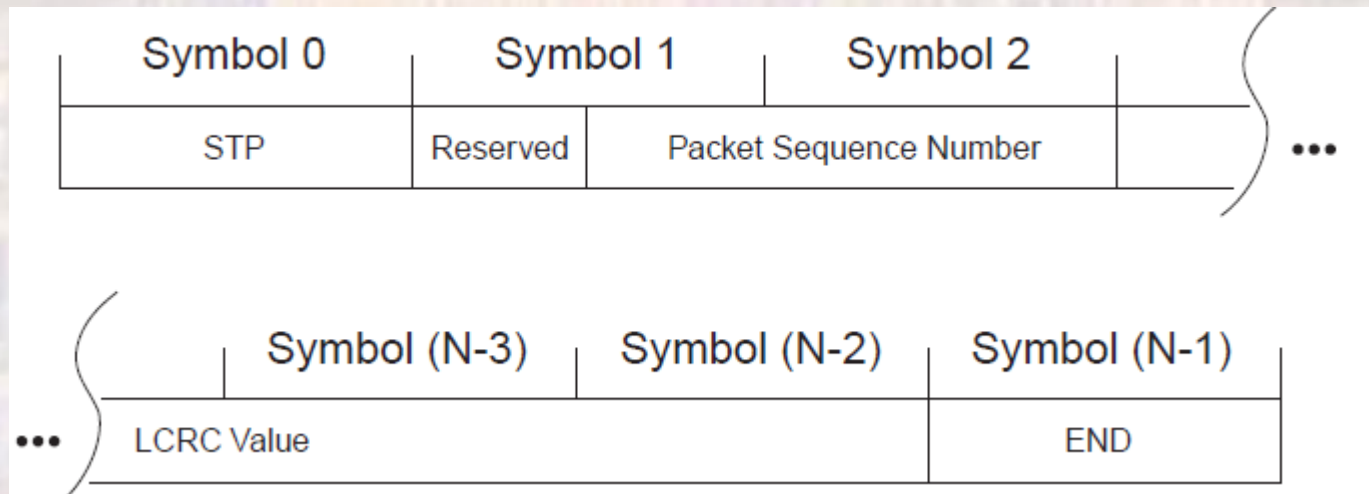 Symbol 0 Symbol 1 Symbol 2
STP Reserved Packet Sequence Number •••
Symbol (N-3) Symbol (N-2) Symbol (N-1)
••• LCRC Value END